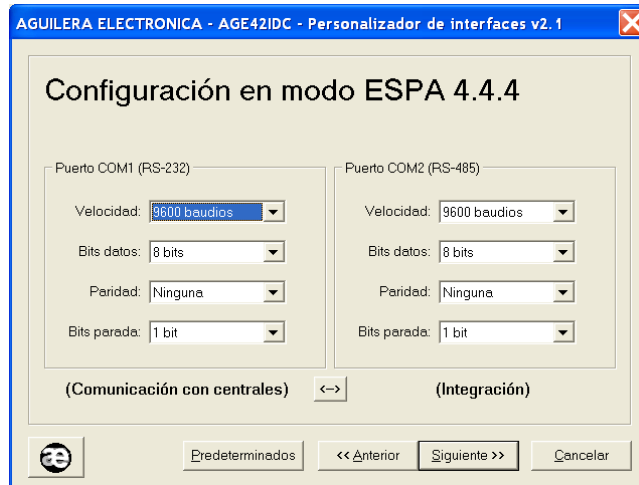 AGUILERA ELECTRONICA - AGE42IDC - Personalizador de interfaces v2.1
Configuración en modo ESPA 4.4.4
Puerto COM1 (RS-232)
Velocidad: 9600 baudios
Bits datos: 8 bits
Paridad: Ninguna
Bits parada: 1 bit
Puerto COM2 (RS-485)
Velocidad: 9600 baudios
Bits datos: 8 bits
Paridad: Ninguna
Bits parada: 1 bit
(Comunicación con centrales) <--> (Integración)
æ Predeterminados << Anterior Siguiente >> Cancelar